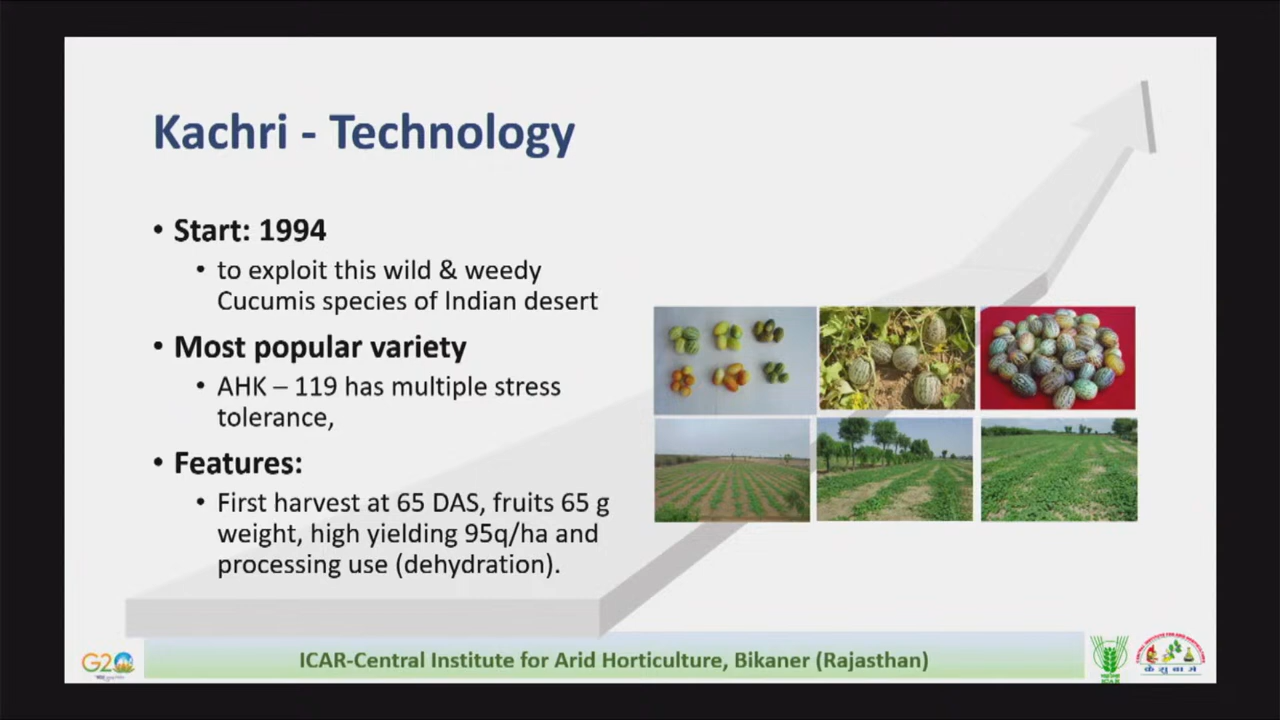 Kachri - Technology
• Start: 1994
• to exploit this wild & weedy
Cucumis species of Indian desert
• Most popular variety
• AHK – 119 has multiple stress
tolerance,
• Features:
• First harvest at 65 DAS, fruits 65 g
weight, high yielding 95q/ha and
processing use (dehydration).
G20
ICAR-Central Institute for Arid Horticulture, Bikaner (Rajasthan)
ICAR